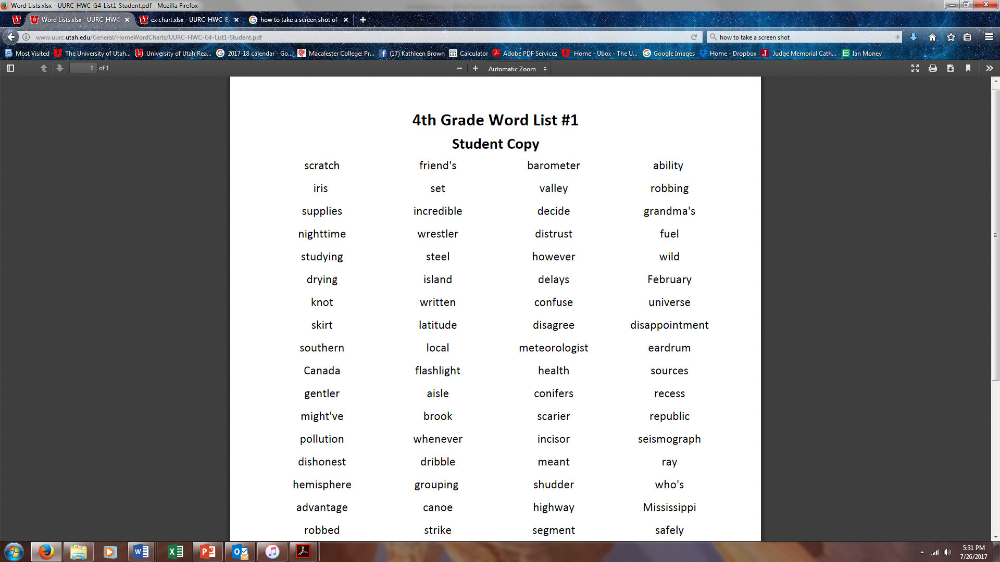 Word Lists.xlsx - UURC-HWC-G4-List1-Student.pdf - Mozilla Firefox
Word Lists.xlsx - UURC-HWC ex chart.xlsx - UURC-HWC-E how to take a screen shot of
www.uurc.utah.edu/General/HomeWordCharts/UURC-HWC-G4-List1-Student.pdf how to take a screen shot
Most Visited The University of Utah... University of Utah Rea... 2017-18 calendar - Go... Macalester College: Pr... (17) Kathleen Brown Calculator Adobe PDF Services Home - Ubox - The U... Google Images Home - Dropbox Judge Memorial Cath... Ian Money
1 of 1 Automatic Zoom
4th Grade Word List #1
Student Copy
scratch friend's barometer ability
iris set valley robbing
supplies incredible decide grandma's
nighttime wrestler distrust fuel
studying steel however wild
drying island delays February
knot written confuse universe
skirt latitude disagree disappointment
southern local meteorologist eardrum
Canada flashlight health sources
gentler aisle conifers recess
might've brook scarier republic
pollution whenever incisor seismograph
dishonest dribble meant ray
hemisphere grouping shudder who's
advantage canoe highway Mississippi
robbed strike segment safely
5:31 PM
7/26/2017